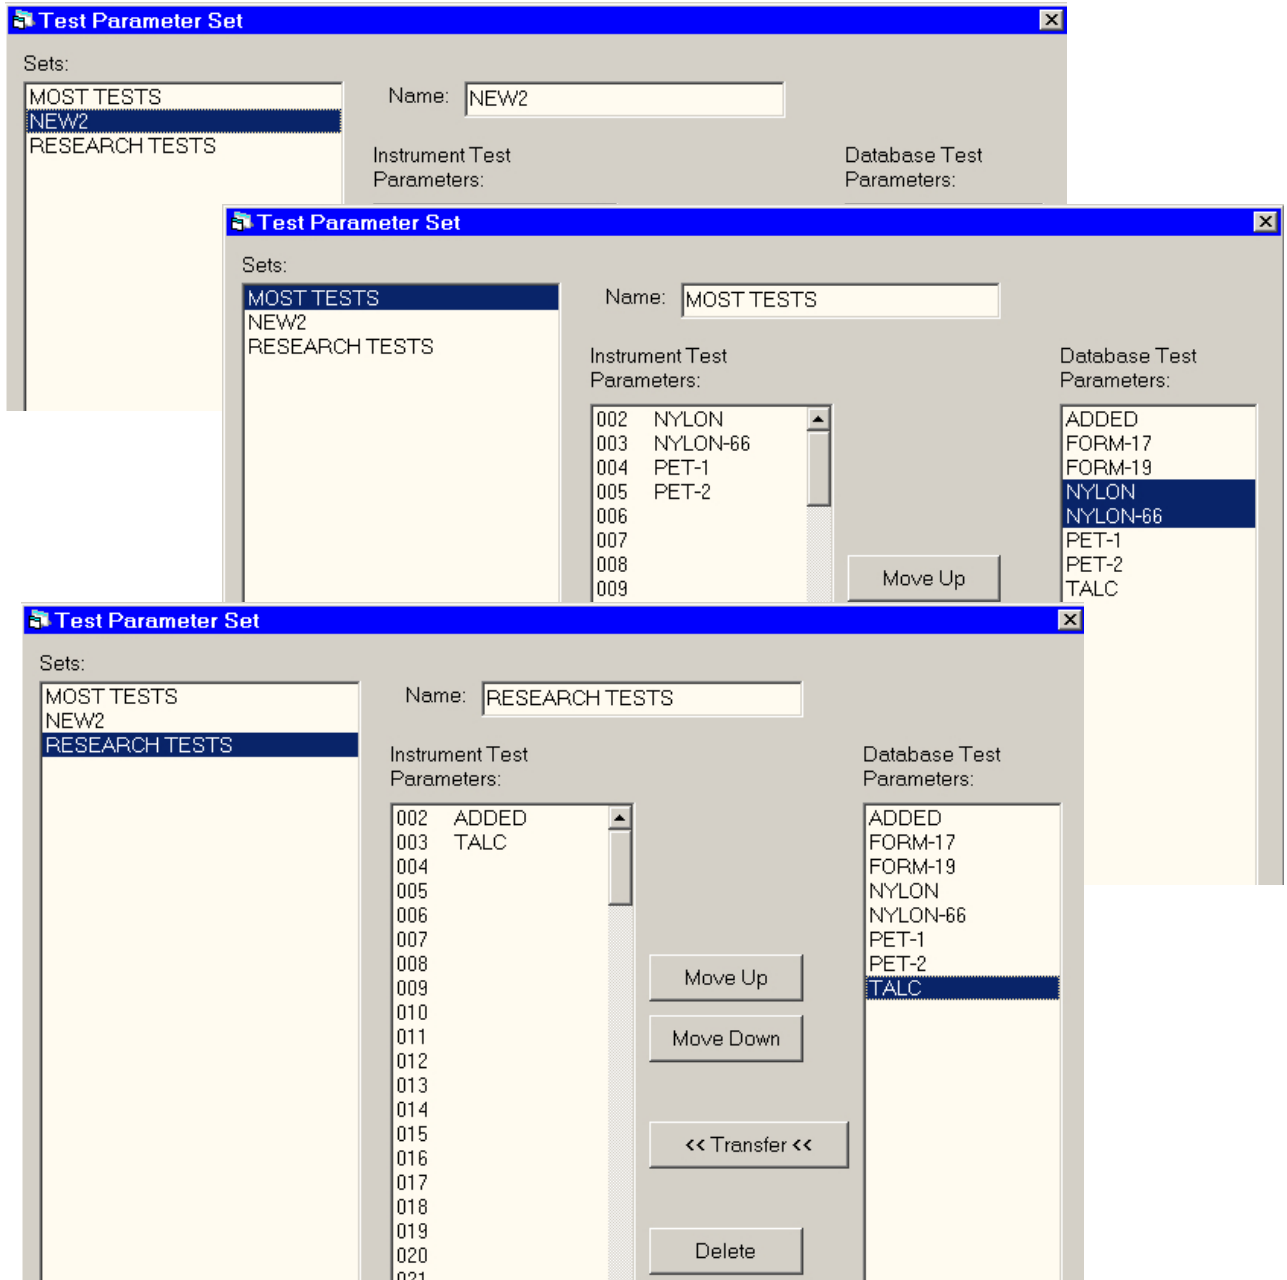 Test Parameter Set
Sets:
MOST TESTS
NEW2
RESEARCH TESTS
Name: NEW2
Instrument Test
Parameters:
Database Test
Parameters:
Test Parameter Set
Sets:
MOST TESTS
NEW2
RESEARCH TESTS
Name: MOST TESTS
Instrument Test
Parameters:
002 NYLON
003 NYLON-66
004 PET-1
005 PET-2
006
007
008
009
Move Up
Database Test
Parameters:
ADDED
FORM-17
FORM-19
NYLON
NYLON-66
PET-1
PET-2
TALC
Test Parameter Set
Sets:
MOST TESTS
NEW2
RESEARCH TESTS
Name: RESEARCH TESTS
Instrument Test
Parameters:
002 ADDED
003 TALC
004
005
006
007
008
009
010
011
012
013
014
015
016
017
018
019
020
021
Move Up
Move Down
<< Transfer <<
Delete
Database Test
Parameters:
ADDED
FORM-17
FORM-19
NYLON
NYLON-66
PET-1
PET-2
TALC